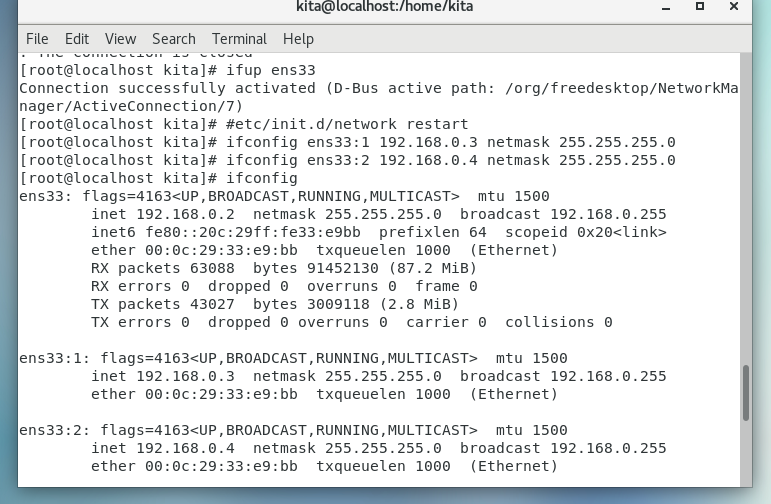 kita@localhost:/home/kita
File Edit View Search Terminal Help
: The connection is closed
[root@localhost kita]# ifup ens33
Connection successfully activated (D-Bus active path: /org/freedesktop/NetworkMa
nager/ActiveConnection/7)
[root@localhost kita]# #etc/init.d/network restart
[root@localhost kita]# ifconfig ens33:1 192.168.0.3 netmask 255.255.255.0
[root@localhost kita]# ifconfig ens33:2 192.168.0.4 netmask 255.255.255.0
[root@localhost kita]# ifconfig
ens33: flags=4163<UP,BROADCAST,RUNNING,MULTICAST>  mtu 1500
        inet 192.168.0.2  netmask 255.255.255.0  broadcast 192.168.0.255
        inet6 fe80::20c:29ff:fe33:e9bb  prefixlen 64  scopeid 0x20<link>
        ether 00:0c:29:33:e9:bb  txqueuelen 1000  (Ethernet)
        RX packets 63088  bytes 91452130 (87.2 MiB)
        RX errors 0  dropped 0  overruns 0  frame 0
        TX packets 43027  bytes 3009118 (2.8 MiB)
        TX errors 0  dropped 0 overruns 0  carrier 0  collisions 0
ens33:1: flags=4163<UP,BROADCAST,RUNNING,MULTICAST>  mtu 1500
        inet 192.168.0.3  netmask 255.255.255.0  broadcast 192.168.0.255
        ether 00:0c:29:33:e9:bb  txqueuelen 1000  (Ethernet)
ens33:2: flags=4163<UP,BROADCAST,RUNNING,MULTICAST>  mtu 1500
        inet 192.168.0.4  netmask 255.255.255.0  broadcast 192.168.0.255
        ether 00:0c:29:33:e9:bb  txqueuelen 1000  (Ethernet)